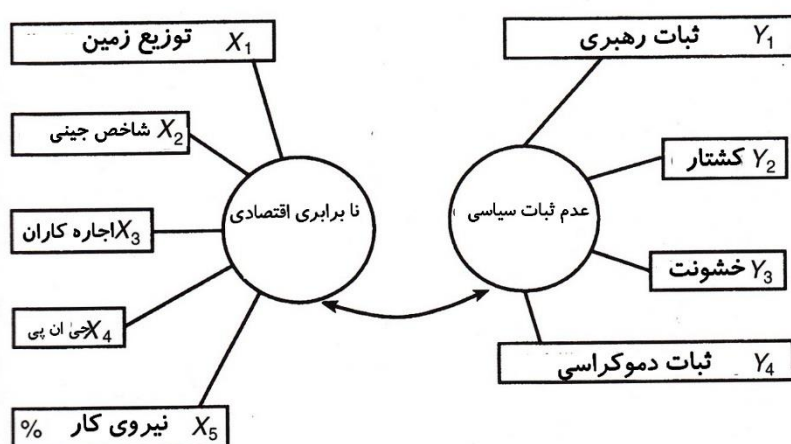 توزیع زمین X₁
شاخص جینی X₂
اجاره کاران X₃
جی ان پی X₄
نیروی کار X₅ %
نا برابری اقتصادی
عدم ثبات سیاسی
ثبات رهبری Y₁
کشتار Y₂
خشونت Y₃
ثبات دموکراسی Y₄